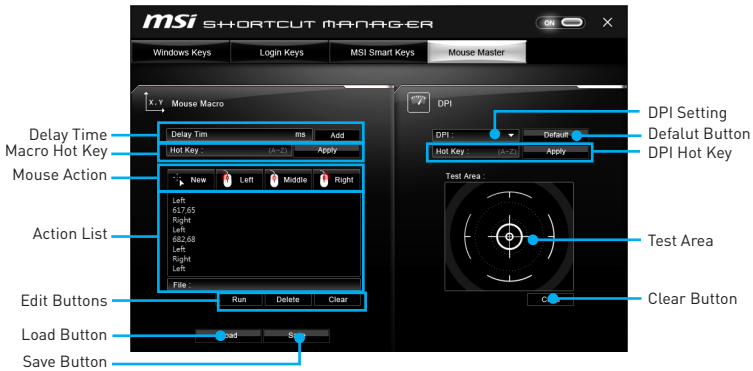 msi SHORTCUT MANAGER
ON
Windows Keys
Login Keys
MSI Smart Keys
Mouse Master
X.Y Mouse Macro
DPI
Delay Time
Delay Tim ms Add
Macro Hot Key
Hot Key : (A~Z) Apply
Mouse Action
New Left Middle Right
Action List
Left
617,65
Right
Left
682,68
Left
Right
Left
File :
Edit Buttons
Run Delete Clear
Load Button
Save Button
DPI : Default
DPI Setting
Defalut Button
Hot Key : (A~Z) Apply
DPI Hot Key
Test Area :
Test Area
Clear Button